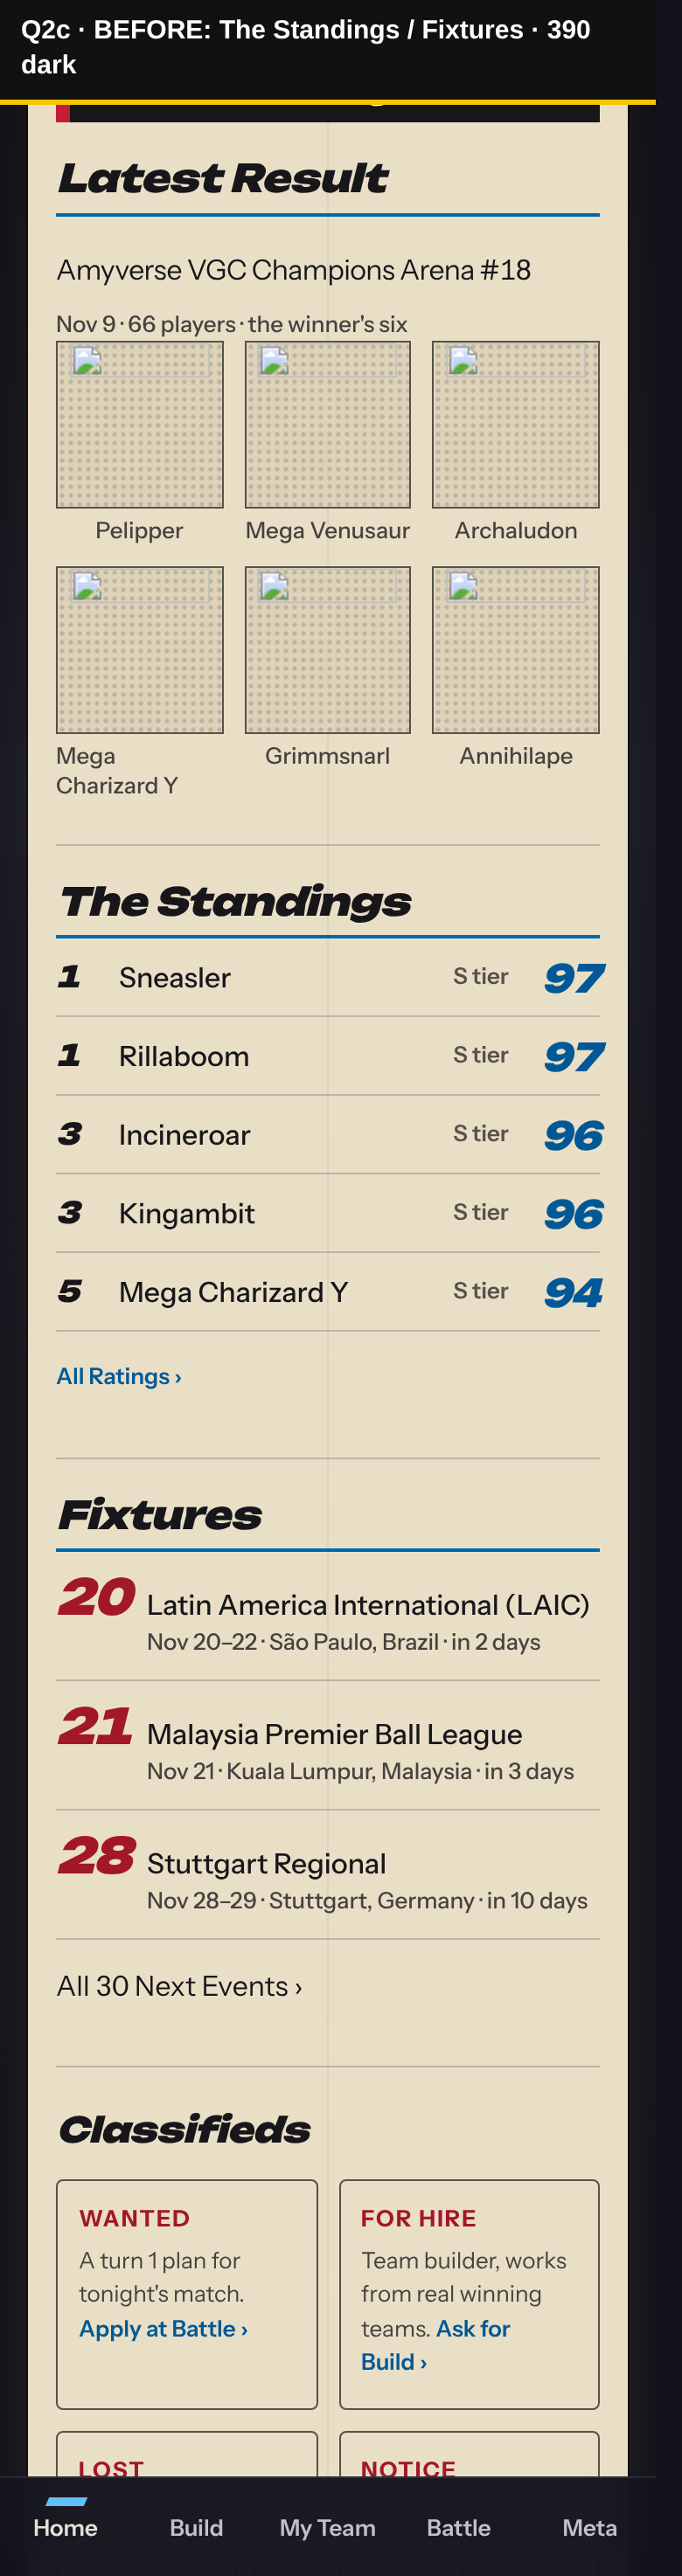 Q2c · BEFORE: The Standings / Fixtures · 390
dark
Latest Result
Amyverse VGC Champions Arena #18
Nov 9 · 66 players · the winner's six
Pelipper
Mega Venusaur
Archaludon
Mega
Charizard Y
Grimmsnarl
Annihilape
The Standings
1 Sneasler S tier 97
1 Rillaboom S tier 97
3 Incineroar S tier 96
3 Kingambit S tier 96
5 Mega Charizard Y S tier 94
All Ratings ›
Fixtures
20 Latin America International (LAIC)
Nov 20–22 · São Paulo, Brazil · in 2 days
21 Malaysia Premier Ball League
Nov 21 · Kuala Lumpur, Malaysia · in 3 days
28 Stuttgart Regional
Nov 28–29 · Stuttgart, Germany · in 10 days
All 30 Next Events ›
Classifieds
WANTED
A turn 1 plan for
tonight's match.
Apply at Battle ›
FOR HIRE
Team builder, works
from real winning
teams. Ask for
Build ›
LOST
NOTICE
Home
Build
My Team
Battle
Meta